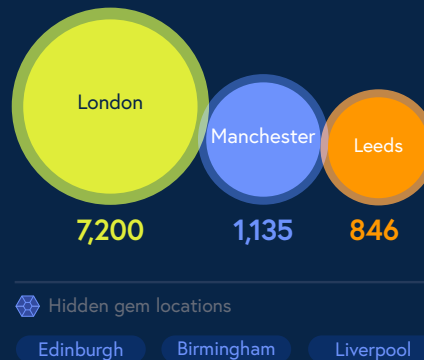 London
Manchester
Leeds
7,200
1,135
846
Hidden gem locations
Edinburgh
Birmingham
Liverpool